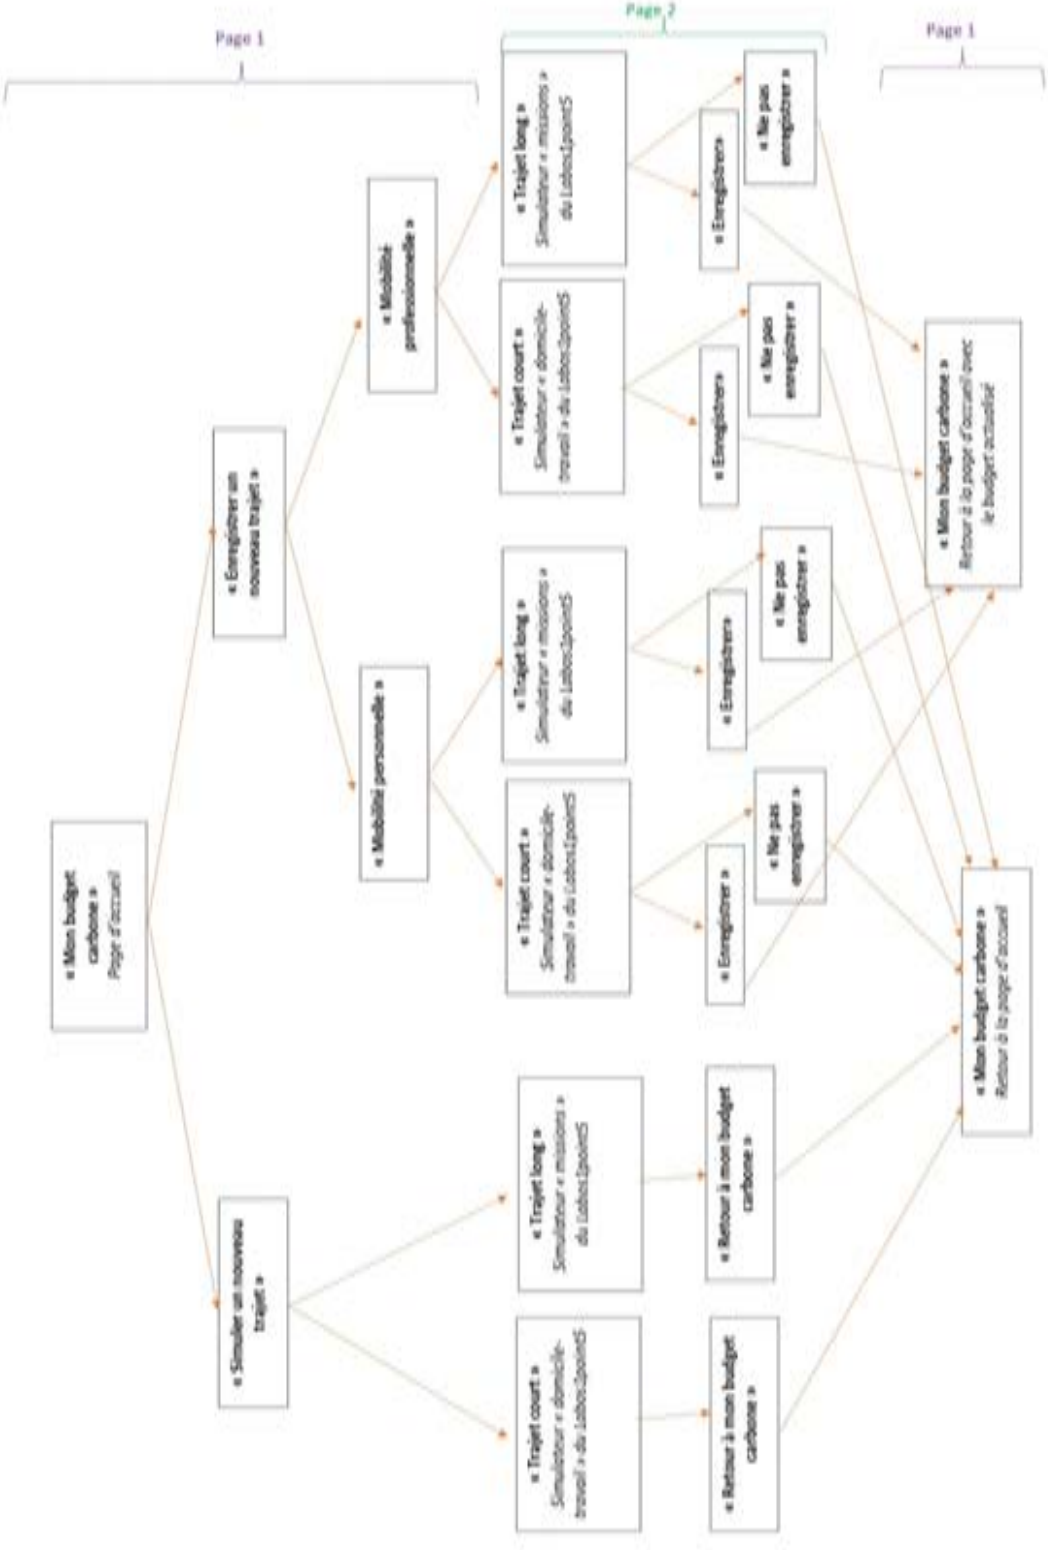 Page 1
Page 2
Page 1
« Mon budget
carbone »
Page d'accueil
« Simuler un nouveau
trajet »
« Enregistrer un
nouveau trajet »
« Mobilité personnelle »
« Mobilité
professionnelle »
« Trajet court »
Simulateur « domicile-
travail » du Labos1point5
« Trajet long »
Simulateur « missions »
du Labos1point5
« Trajet court »
Simulateur « domicile-
travail » du Labos1point5
« Trajet long »
Simulateur « missions »
du Labos1point5
« Trajet court »
Simulateur « domicile-
travail » du Labos1point5
« Trajet long »
Simulateur « missions »
du Labos1point5
« Retour à mon budget
carbone »
« Retour à mon budget
carbone »
« Enregistrer »
« Ne pas
enregistrer »
« Enregistrer»
« Ne pas
enregistrer »
« Enregistrer»
« Ne pas
enregistrer »
« Enregistrer»
« Ne pas
enregistrer »
« Mon budget carbone »
Retour à la page d'accueil
« Mon budget carbone »
Retour à la page d'accueil avec
le budget actualisé